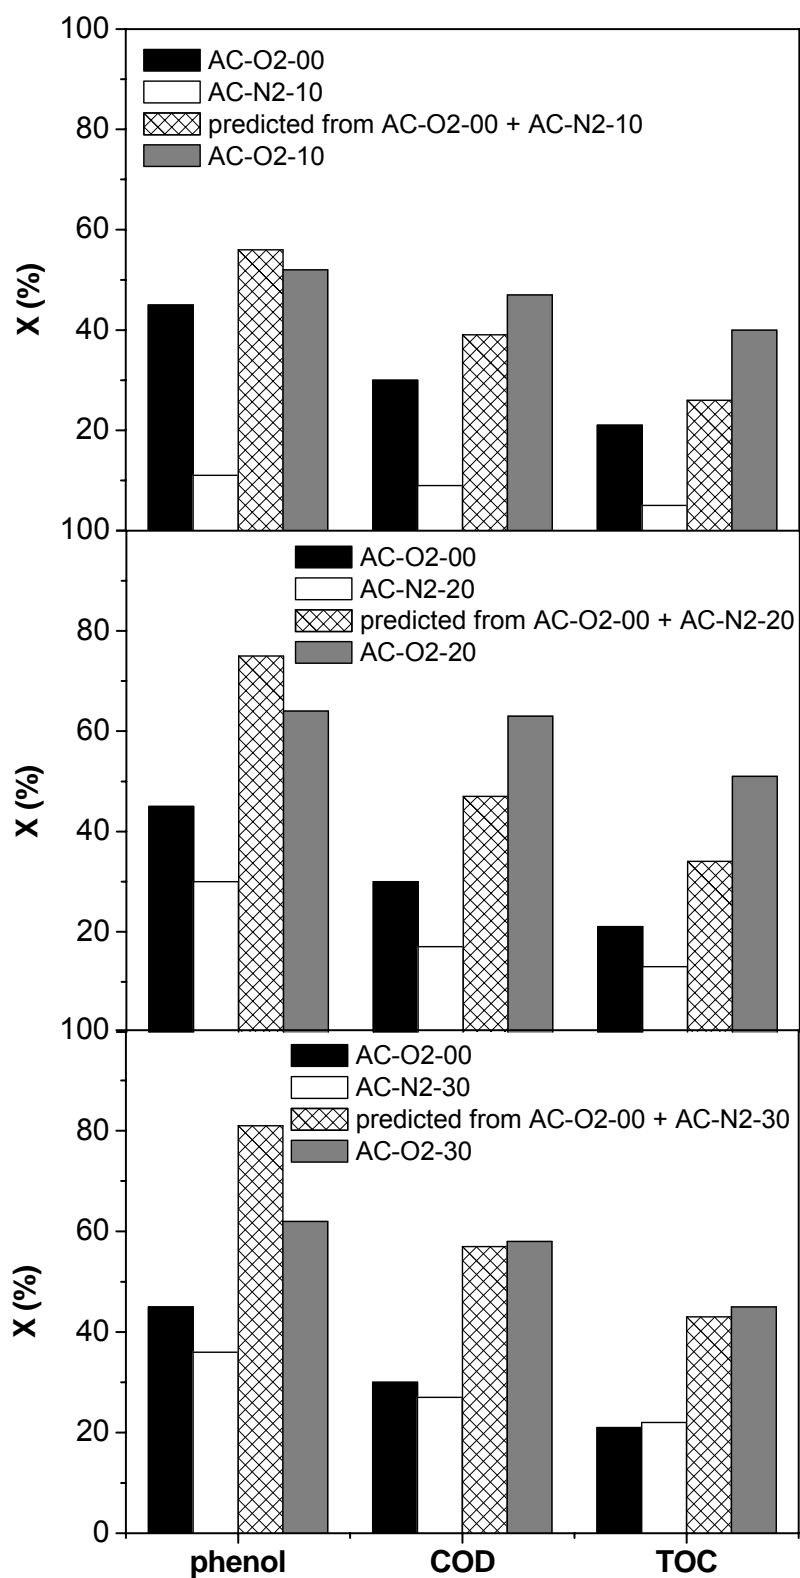 100
AC-O2-00
AC-N2-10
predicted from AC-O2-00 + AC-N2-10
AC-O2-10
80
60
X (%)
40
20
100
AC-O2-00
AC-N2-20
predicted from AC-O2-00 + AC-N2-20
AC-O2-20
80
60
X (%)
40
20
100
AC-O2-00
AC-N2-30
predicted from AC-O2-00 + AC-N2-30
AC-O2-30
80
60
X (%)
40
20
0
phenol COD TOC